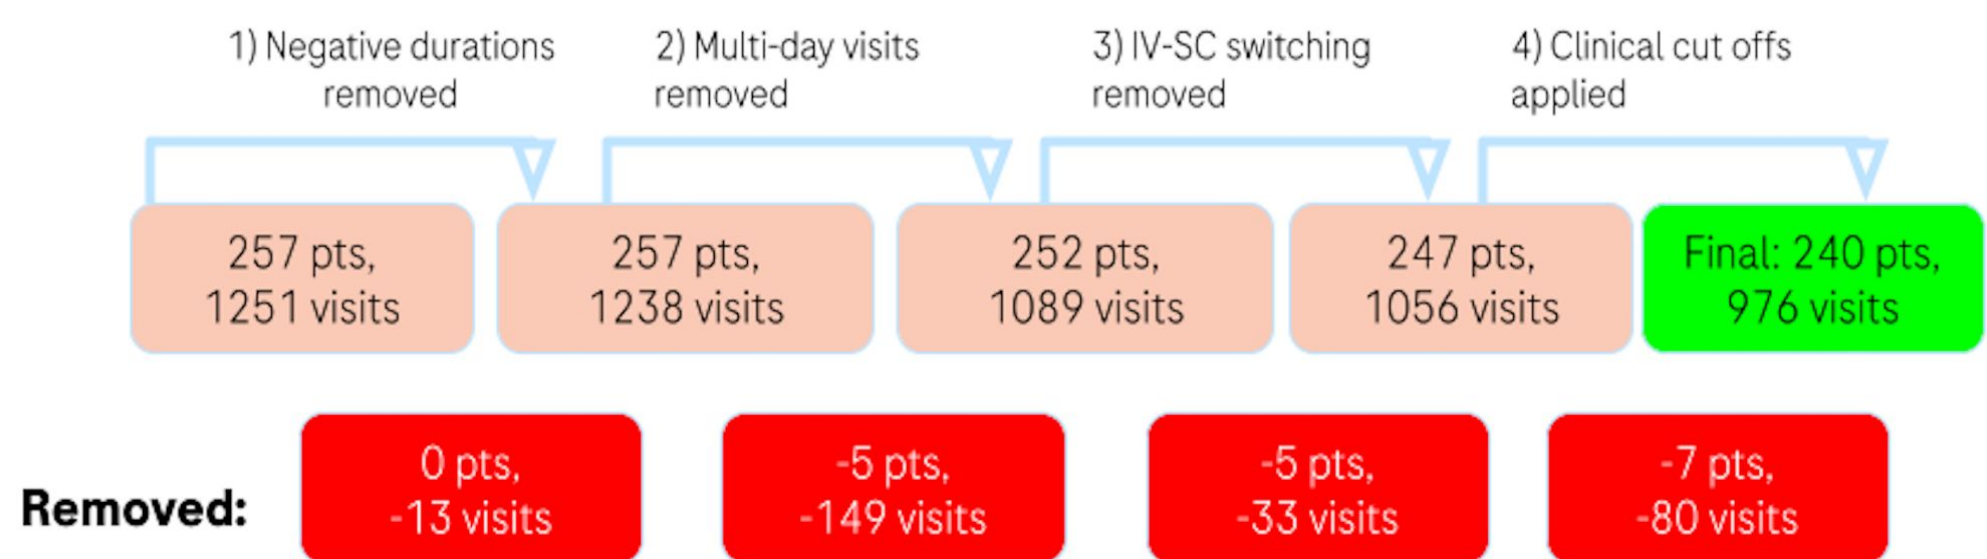 1) Negative durations
removed
2) Multi-day visits
removed
3) IV-SC switching
removed
4) Clinical cut offs
applied
257 pts,
1251 visits
257 pts,
1238 visits
252 pts,
1089 visits
247 pts,
1056 visits
Final: 240 pts,
976 visits
Removed:
0 pts,
-13 visits
-5 pts,
-149 visits
-5 pts,
-33 visits
-7 pts,
-80 visits